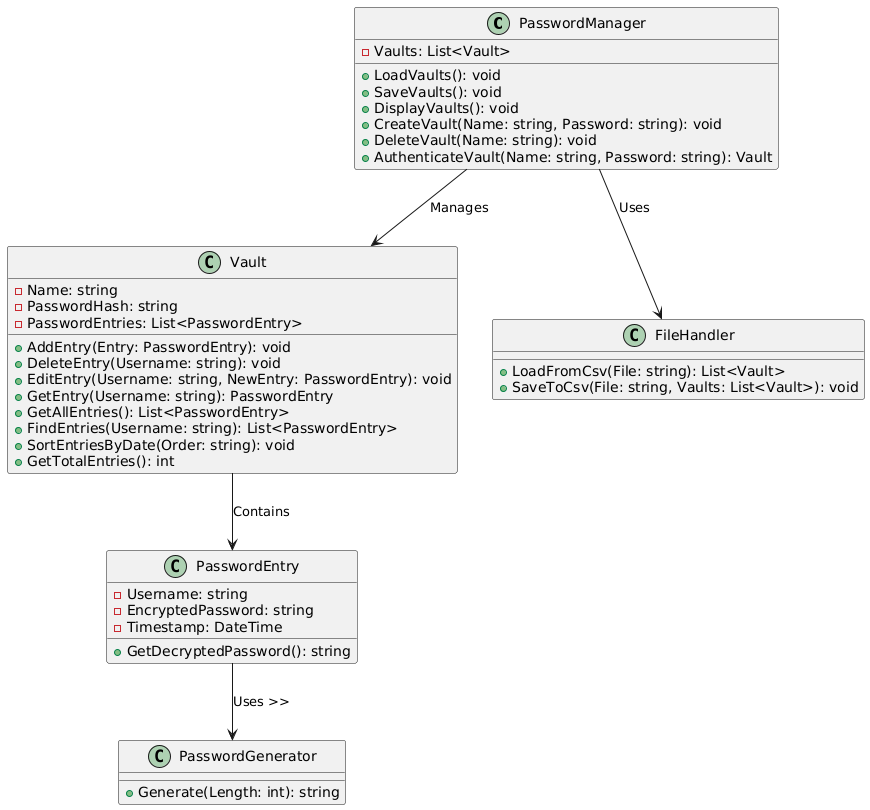 C PasswordManager
Vaults: List<Vault>
LoadVaults(): void
SaveVaults(): void
DisplayVaults(): void
CreateVault(Name: string, Password: string): void
DeleteVault(Name: string): void
AuthenticateVault(Name: string, Password: string): Vault
Manages
Uses
C Vault
Name: string
PasswordHash: string
PasswordEntries: List<PasswordEntry>
AddEntry(Entry: PasswordEntry): void
DeleteEntry(Username: string): void
EditEntry(Username: string, NewEntry: PasswordEntry): void
GetEntry(Username: string): PasswordEntry
GetAllEntries(): List<PasswordEntry>
FindEntries(Username: string): List<PasswordEntry>
SortEntriesByDate(Order: string): void
GetTotalEntries(): int
C FileHandler
LoadFromCsv(File: string): List<Vault>
SaveToCsv(File: string, Vaults: List<Vault>): void
Contains
C PasswordEntry
Username: string
EncryptedPassword: string
Timestamp: DateTime
GetDecryptedPassword(): string
Uses >>
C PasswordGenerator
Generate(Length: int): string